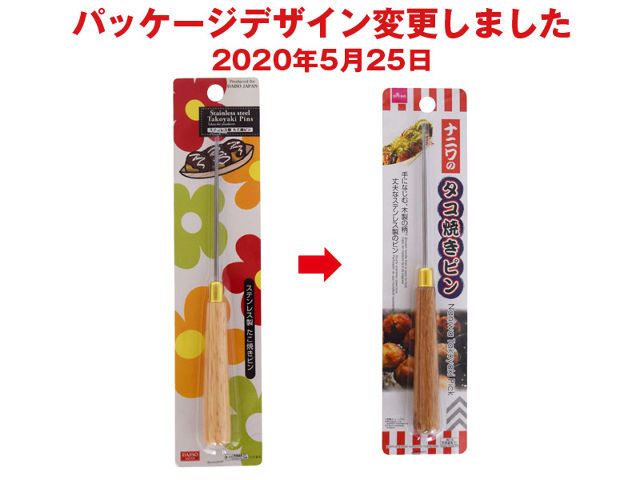 パッケージデザイン変更しました
2020年5月25日
Produced for
DAISO JAPAN
Stainless steel
Takoyaki Pins
ステンレス製 たこ焼きピン
DAISO
ナニワの
タコ焼きピン
手になじむ、木製の柄。
丈夫なステンレス製のピン
Naniwa Takoyaki Pick